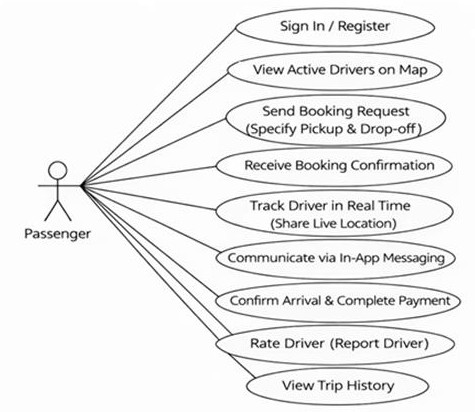 Sign In / Register
View Active Drivers on Map
Send Booking Request
(Specify Pickup & Drop-off)
Receive Booking Confirmation
Track Driver in Real Time
(Share Live Location)
Passenger
Communicate via In-App Messaging
Confirm Arrival & Complete Payment
Rate Driver (Report Driver)
View Trip History